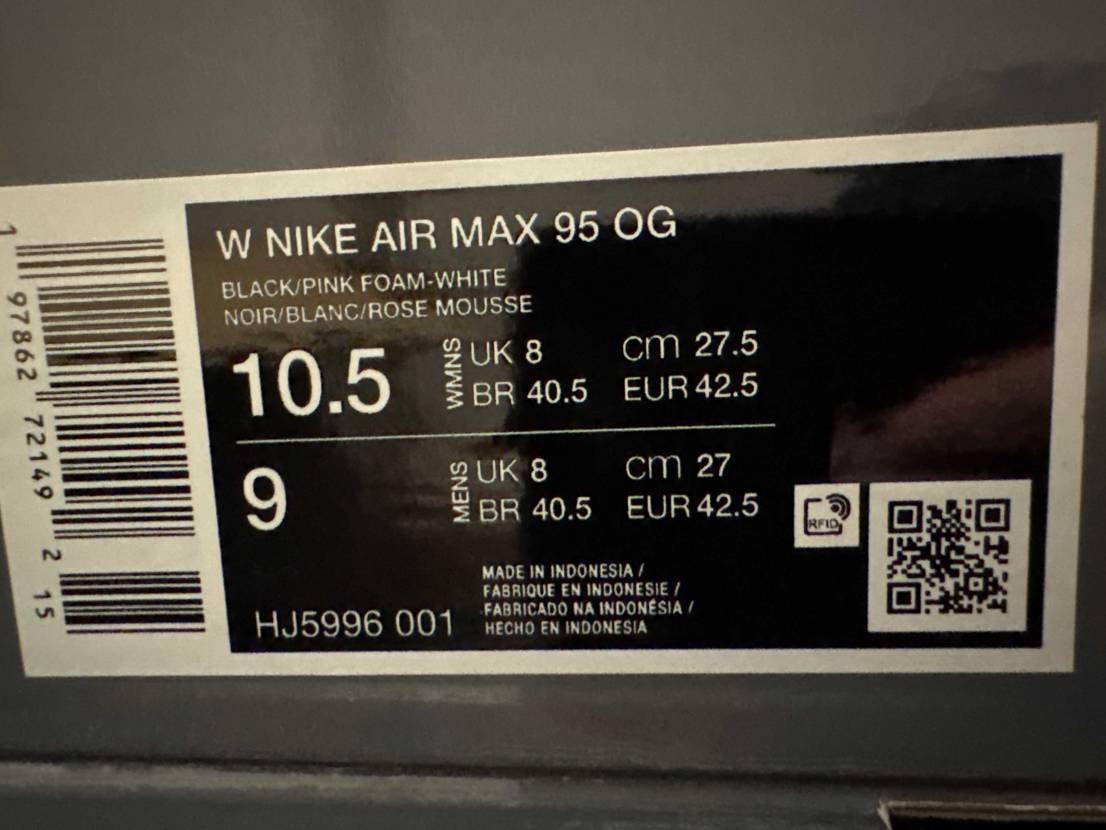 W NIKE AIR MAX 95 OG
BLACK/PINK FOAM-WHITE
NOIR/BLANC/ROSE MOUSSE
10.5 WMNS UK 8 cm 27.5
BR 40.5 EUR 42.5
9 MENS UK 8 cm 27
BR 40.5 EUR 42.5
MADE IN INDONESIA /
FABRIQUE EN INDONESIE /
FABRICADO NA INDONÉSIA /
HECHO EN INDONESIA
HJ5996 001
RFID
1 97862 72149 2 15